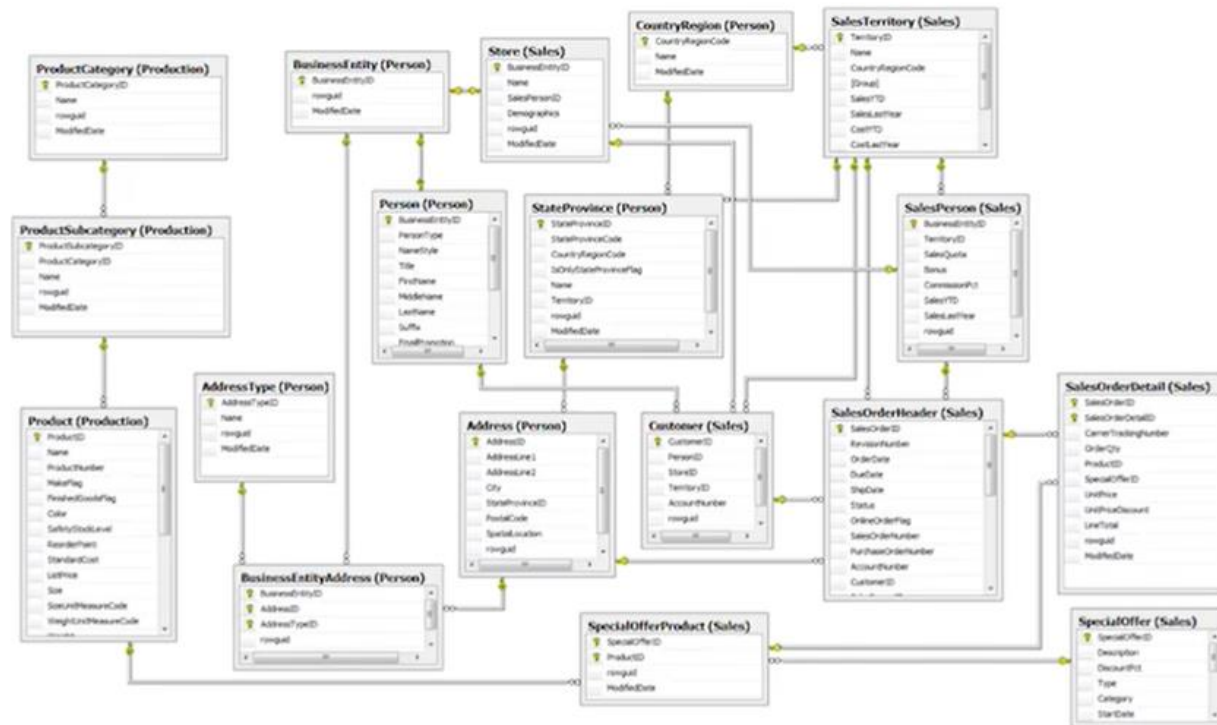 ProductCategory (Production)
ProductCategoryID
Name
rowguid
ModifiedDate
BusinessEntity (Person)
BusinessEntityID
rowguid
ModifiedDate
Store (Sales)
BusinessEntityID
Name
SalesPersonID
Demographics
rowguid
ModifiedDate
CountryRegion (Person)
CountryRegionCode
Name
ModifiedDate
SalesTerritory (Sales)
TerritoryID
Name
CountryRegionCode
[Group]
SalesYTD
SalesLastYear
CostYTD
CostLastYear
ProductSubcategory (Production)
ProductSubcategoryID
ProductCategoryID
Name
rowguid
ModifiedDate
Person (Person)
BusinessEntityID
PersonType
NameStyle
Title
FirstName
MiddleName
LastName
Suffix
EmailPromotion
StateProvince (Person)
StateProvinceID
StateProvinceCode
CountryRegionCode
IsOnlyStateProvinceFlag
Name
TerritoryID
rowguid
ModifiedDate
SalesPerson (Sales)
BusinessEntityID
TerritoryID
SalesQuota
Bonus
CommissionPct
SalesYTD
SalesLastYear
rowguid
Product (Production)
ProductID
Name
ProductNumber
MakeFlag
FinishedGoodsFlag
Color
SafetyStockLevel
ReorderPoint
StandardCost
ListPrice
Size
SizeUnitMeasureCode
WeightUnitMeasureCode
Weight
AddressType (Person)
AddressTypeID
Name
rowguid
ModifiedDate
Address (Person)
AddressID
AddressLine1
AddressLine2
City
StateProvinceID
PostalCode
SpatialLocation
rowguid
Customer (Sales)
CustomerID
PersonID
StoreID
TerritoryID
AccountNumber
rowguid
SalesOrderHeader (Sales)
SalesOrderID
RevisionNumber
OrderDate
DueDate
ShipDate
Status
OnlineOrderFlag
SalesOrderNumber
PurchaseOrderNumber
AccountNumber
CustomerID
SalesOrderDetail (Sales)
SalesOrderID
SalesOrderDetailID
CarrierTrackingNumber
OrderQty
ProductID
SpecialOfferID
UnitPrice
UnitPriceDiscount
LineTotal
rowguid
ModifiedDate
BusinessEntityAddress (Person)
BusinessEntityID
AddressID
AddressTypeID
rowguid
SpecialOfferProduct (Sales)
SpecialOfferID
ProductID
rowguid
ModifiedDate
SpecialOffer (Sales)
SpecialOfferID
Description
DiscountPct
Type
Category
StartDate